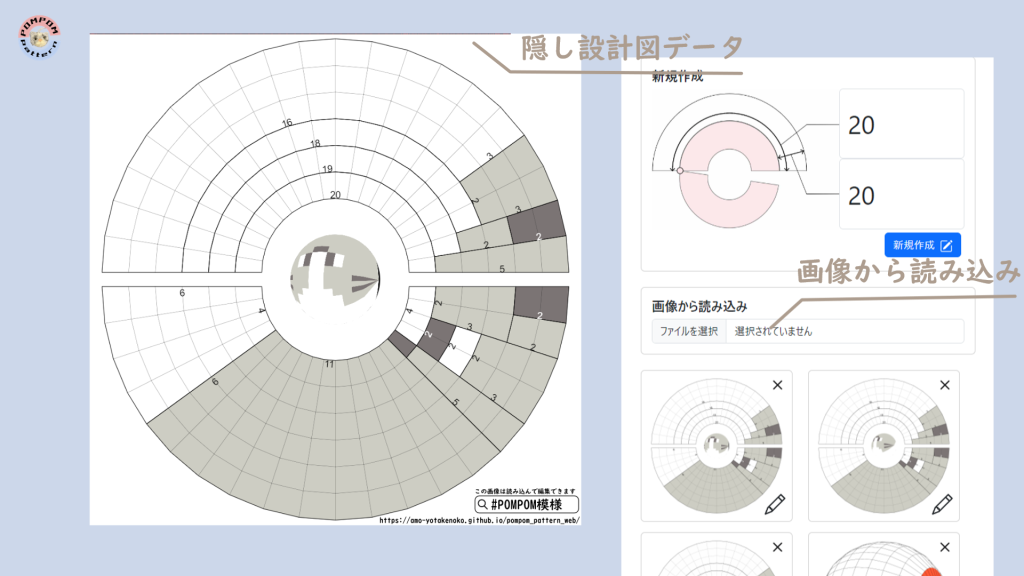 POMPOM
pattern
隠し設計図データ
16
18
19
20
3
2
3
2
2
5
6
4
4
2
2
3
2
2
2
2
11
6
5
3
この画像は読み込んで編集できます
#POMPOM模様
https://amo-yotakenoko.github.io/pompom_pattern_web/
新規作成
20
20
新規作成
画像から読み込み
画像から読み込み
ファイルを選択 選択されていません